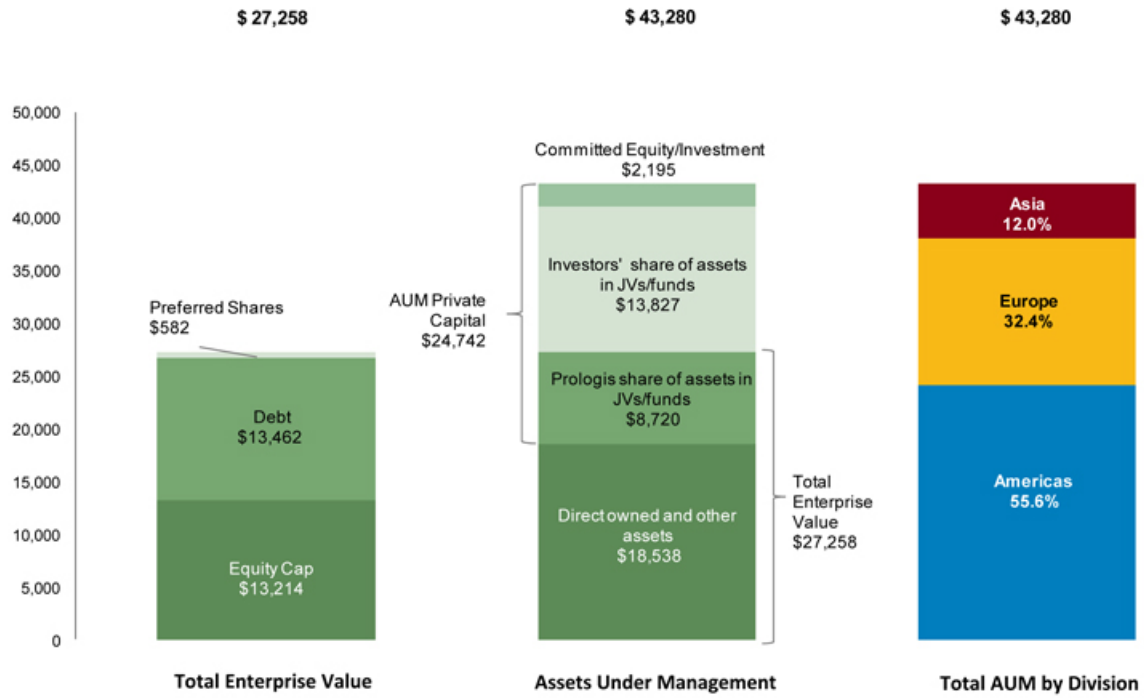 $ 27,258
$ 43,280
$ 43,280
50,000
45,000
40,000
35,000
30,000
25,000
20,000
15,000
10,000
5,000
0
Preferred Shares
$582
Debt
$13,462
Equity Cap
$13,214
Total Enterprise Value
Committed Equity/Investment
$2,195
Investors' share of assets
in JVs/funds
$13,827
AUM Private
Capital
$24,742
Prologis share of assets in
JVs/funds
$8,720
Direct owned and other
assets
$18,538
Total
Enterprise
Value
$27,258
Assets Under Management
Asia
12.0%
Europe
32.4%
Americas
55.6%
Total AUM by Division